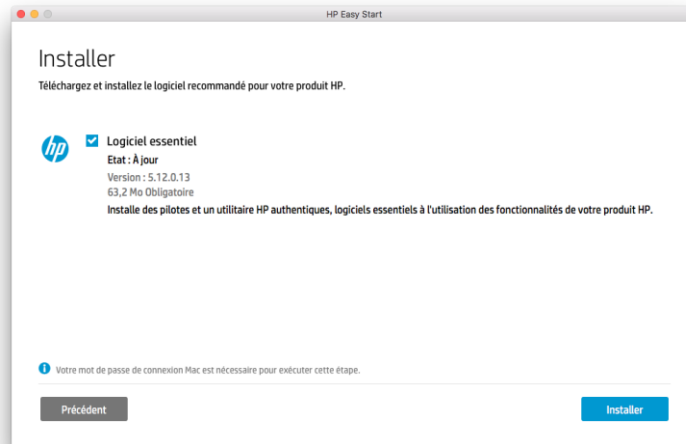 HP Easy Start
Installer
Téléchargez et installez le logiciel recommandé pour votre produit HP.
hp
Logiciel essentiel
Etat : À jour
Version : 5.12.0.13
63,2 Mo Obligatoire
Installe des pilotes et un utilitaire HP authentiques, logiciels essentiels à l'utilisation des fonctionnalités de votre produit HP.
Votre mot de passe de connexion Mac est nécessaire pour exécuter cette étape.
Précédent
Installer